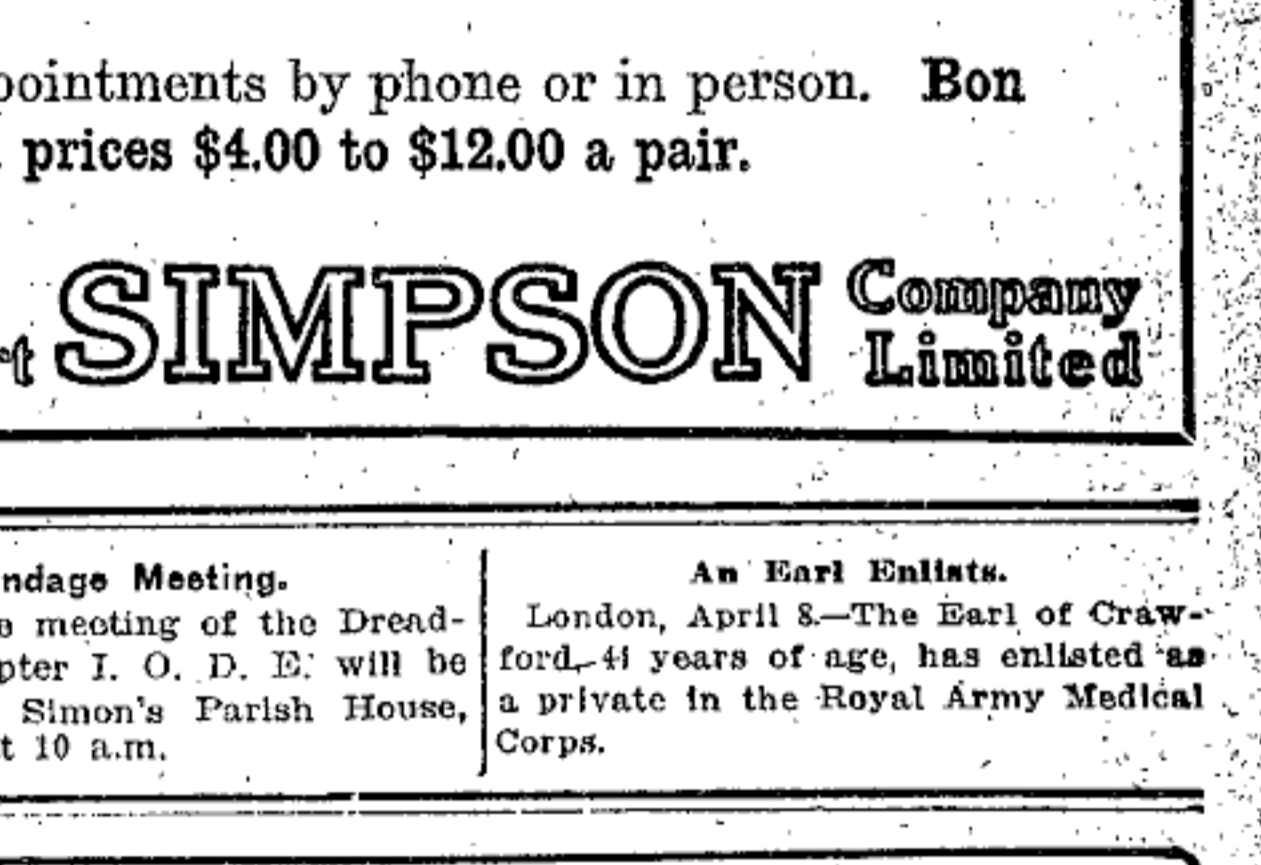 pointments by phone or in person. Bon
prices $4.00 to $12.00 a pair.
SIMPSON Company
Limited
ndage Meeting.
e meeting of the Dread-
pter I. O. D. E. will be
Simon's Parish House,
t 10 a.m.
An Earl Enlists.
London, April 8.—The Earl of Craw-
ford, years of age, has enlisted as
a private in the Royal Army Medical
Corps.